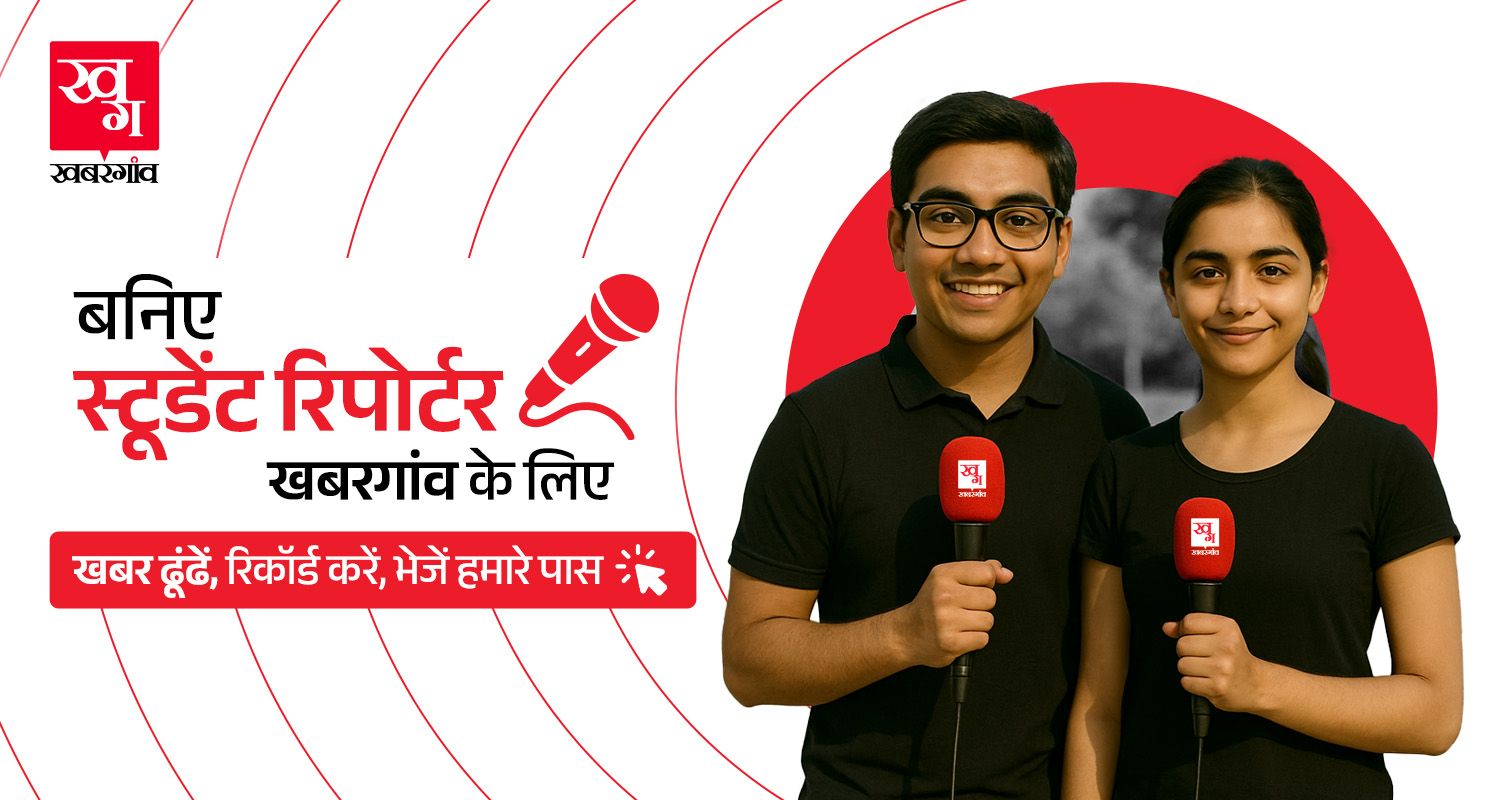 ख
ग
खबरगांव
बनिए
स्टूडेंट रिपोर्टर
खबरगांव के लिए
खबर ढूंढें, रिकॉर्ड करें, भेजें हमारे पास
ख
ग
खबरगांव
ख
ग
खबरगांव